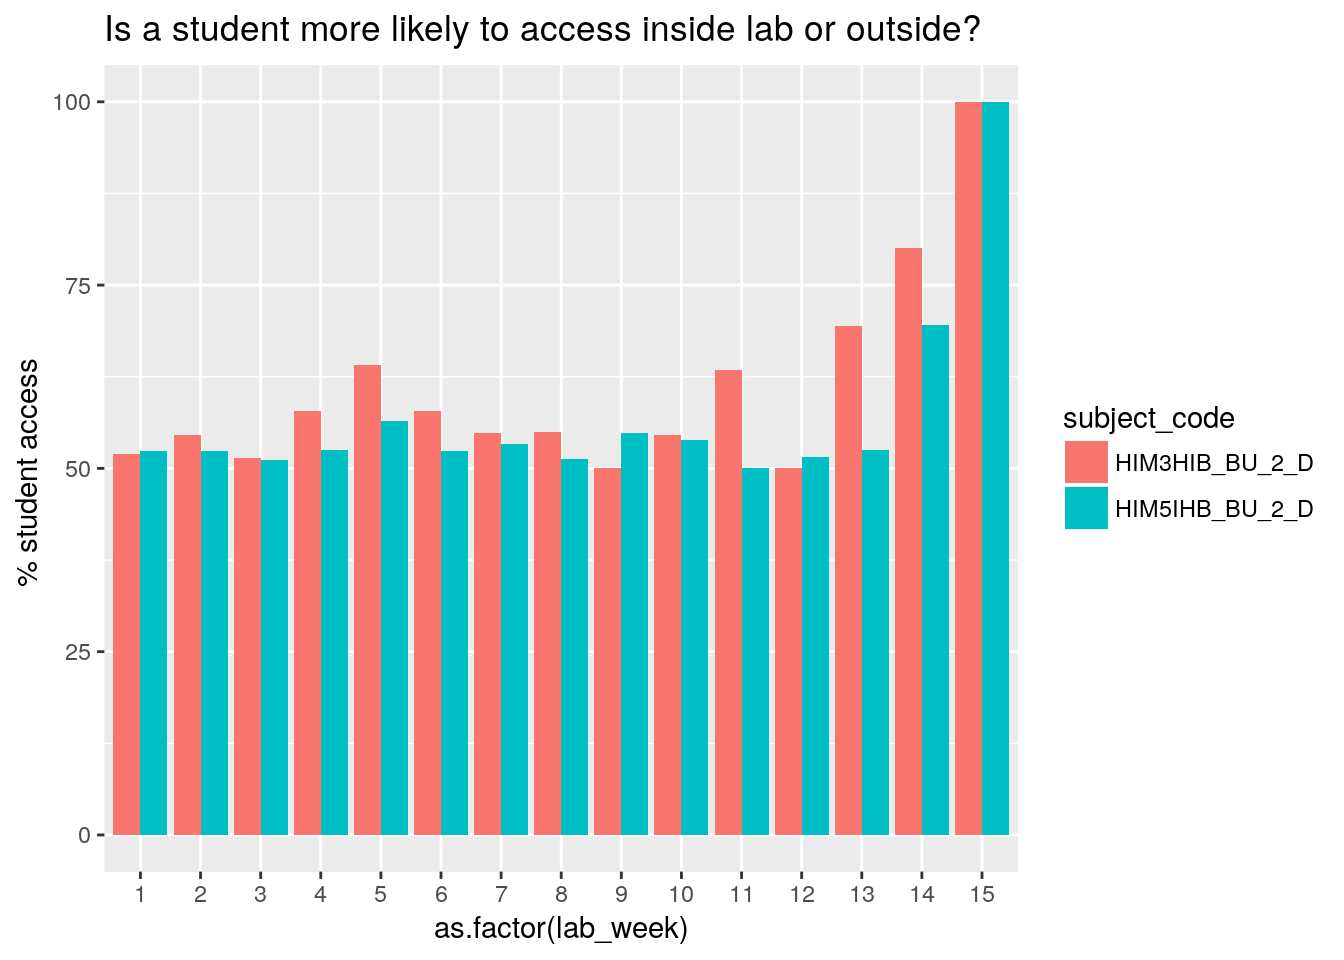 Is a student more likely to access inside lab or outside?
100
75
50
25
0
% student access
1 2 3 4 5 6 7 8 9 10 11 12 13 14 15
as.factor(lab_week)
subject_code
HIM3HIB_BU_2_D
HIM5IHB_BU_2_D